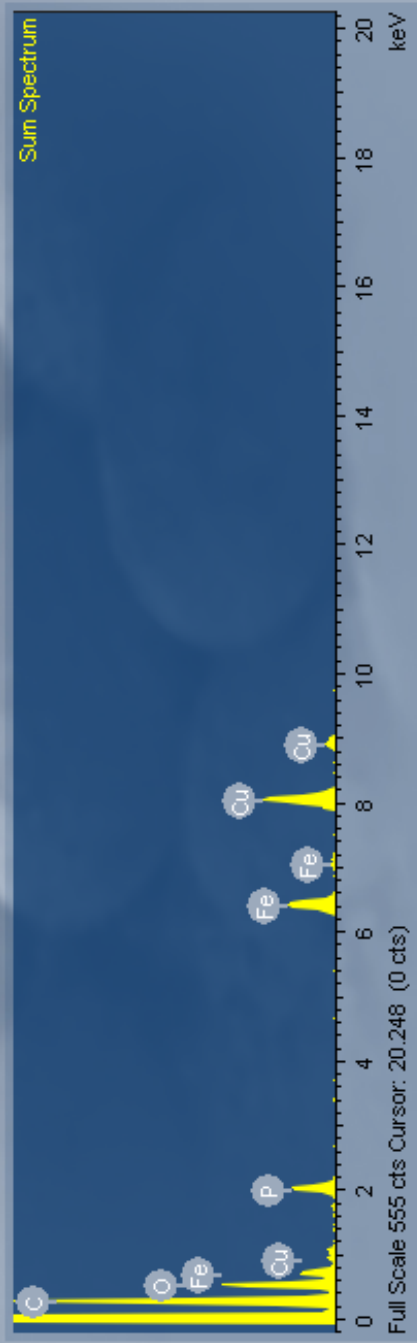 Sum Spectrum
C
O
Fe
Cu
P
Fe
Fe
Cu
Cu
0 2 4 6 8 10 12 14 16 18 20
Full Scale 555 cts Cursor: 20.248 (0 cts) keV